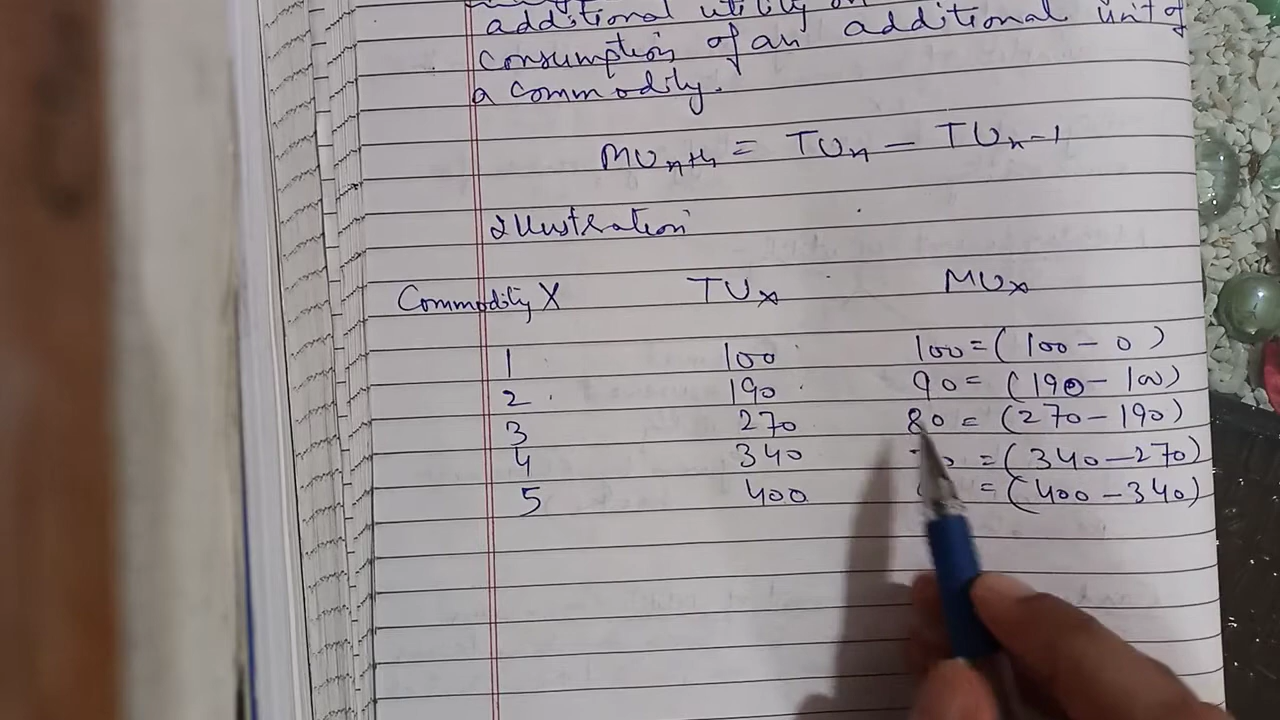 additional utility on
consumption of an additional unit of
a commodity.
MUnth = TUn - TUn-1
Illustration
Commodity X TUx MUx
1 100 100 = (100 - 0)
2 190 90 = (190 - 100)
3 270 80 = (270 - 190)
4 340 = (340 - 270)
5 400 = (400 - 340)